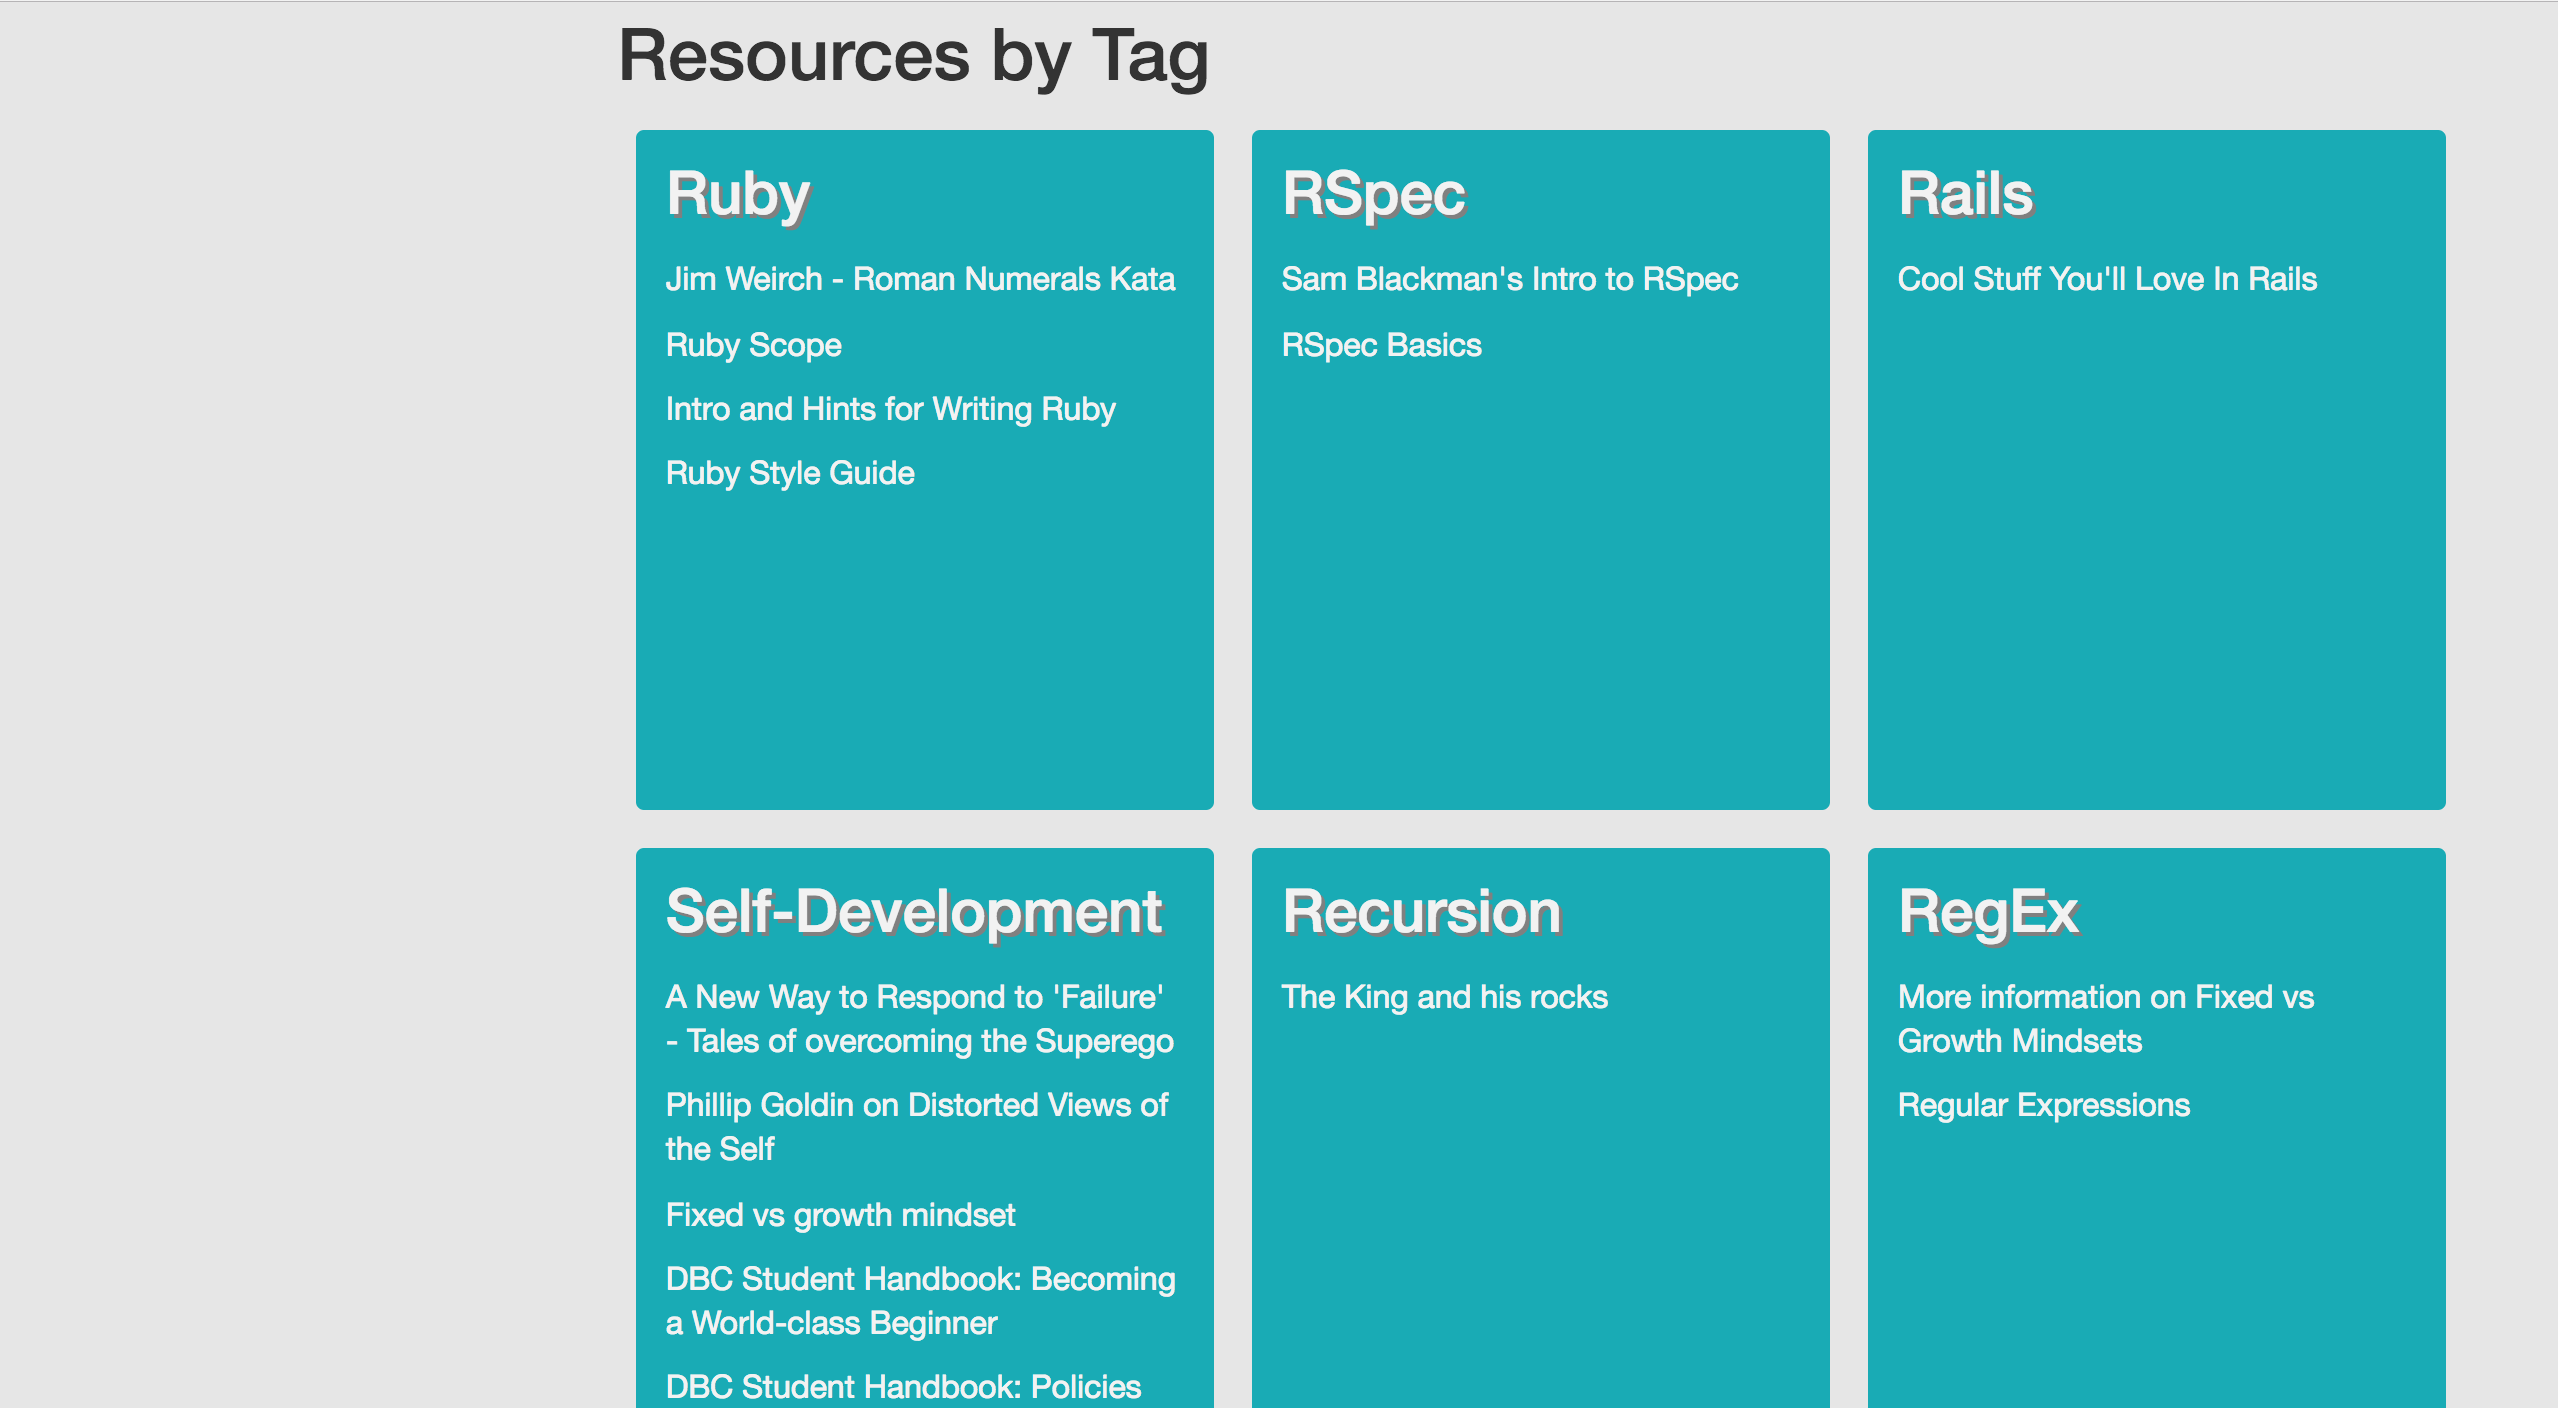 Resources by Tag
Ruby
Jim Weirch - Roman Numerals Kata
Ruby Scope
Intro and Hints for Writing Ruby
Ruby Style Guide
RSpec
Sam Blackman's Intro to RSpec
RSpec Basics
Rails
Cool Stuff You'll Love In Rails
Self-Development
A New Way to Respond to 'Failure'
- Tales of overcoming the Superego
Phillip Goldin on Distorted Views of
the Self
Fixed vs growth mindset
DBC Student Handbook: Becoming
a World-class Beginner
DBC Student Handbook: Policies
Recursion
The King and his rocks
RegEx
More information on Fixed vs
Growth Mindsets
Regular Expressions